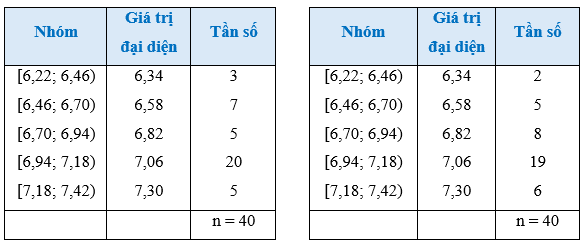 Nhóm Giá trị đại diện Tần số
[6,22; 6,46) 6,34 3
[6,46; 6,70) 6,58 7
[6,70; 6,94) 6,82 5
[6,94; 7,18) 7,06 20
[7,18; 7,42) 7,30 5
n = 40
Nhóm Giá trị đại diện Tần số
[6,22; 6,46) 6,34 2
[6,46; 6,70) 6,58 5
[6,70; 6,94) 6,82 8
[6,94; 7,18) 7,06 19
[7,18; 7,42) 7,30 6
n = 40